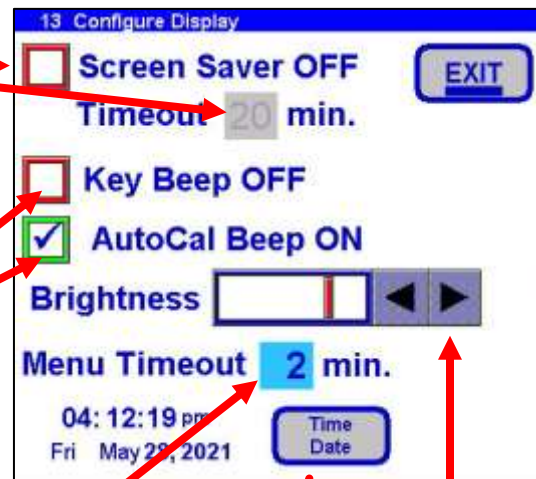 13 Configure Display
Screen Saver OFF
EXIT
Timeout 20 min.
Key Beep OFF
AutoCal Beep ON
Brightness
Menu Timeout 2 min.
04: 12:19 pm
Fri May 28, 2021
Time
Date